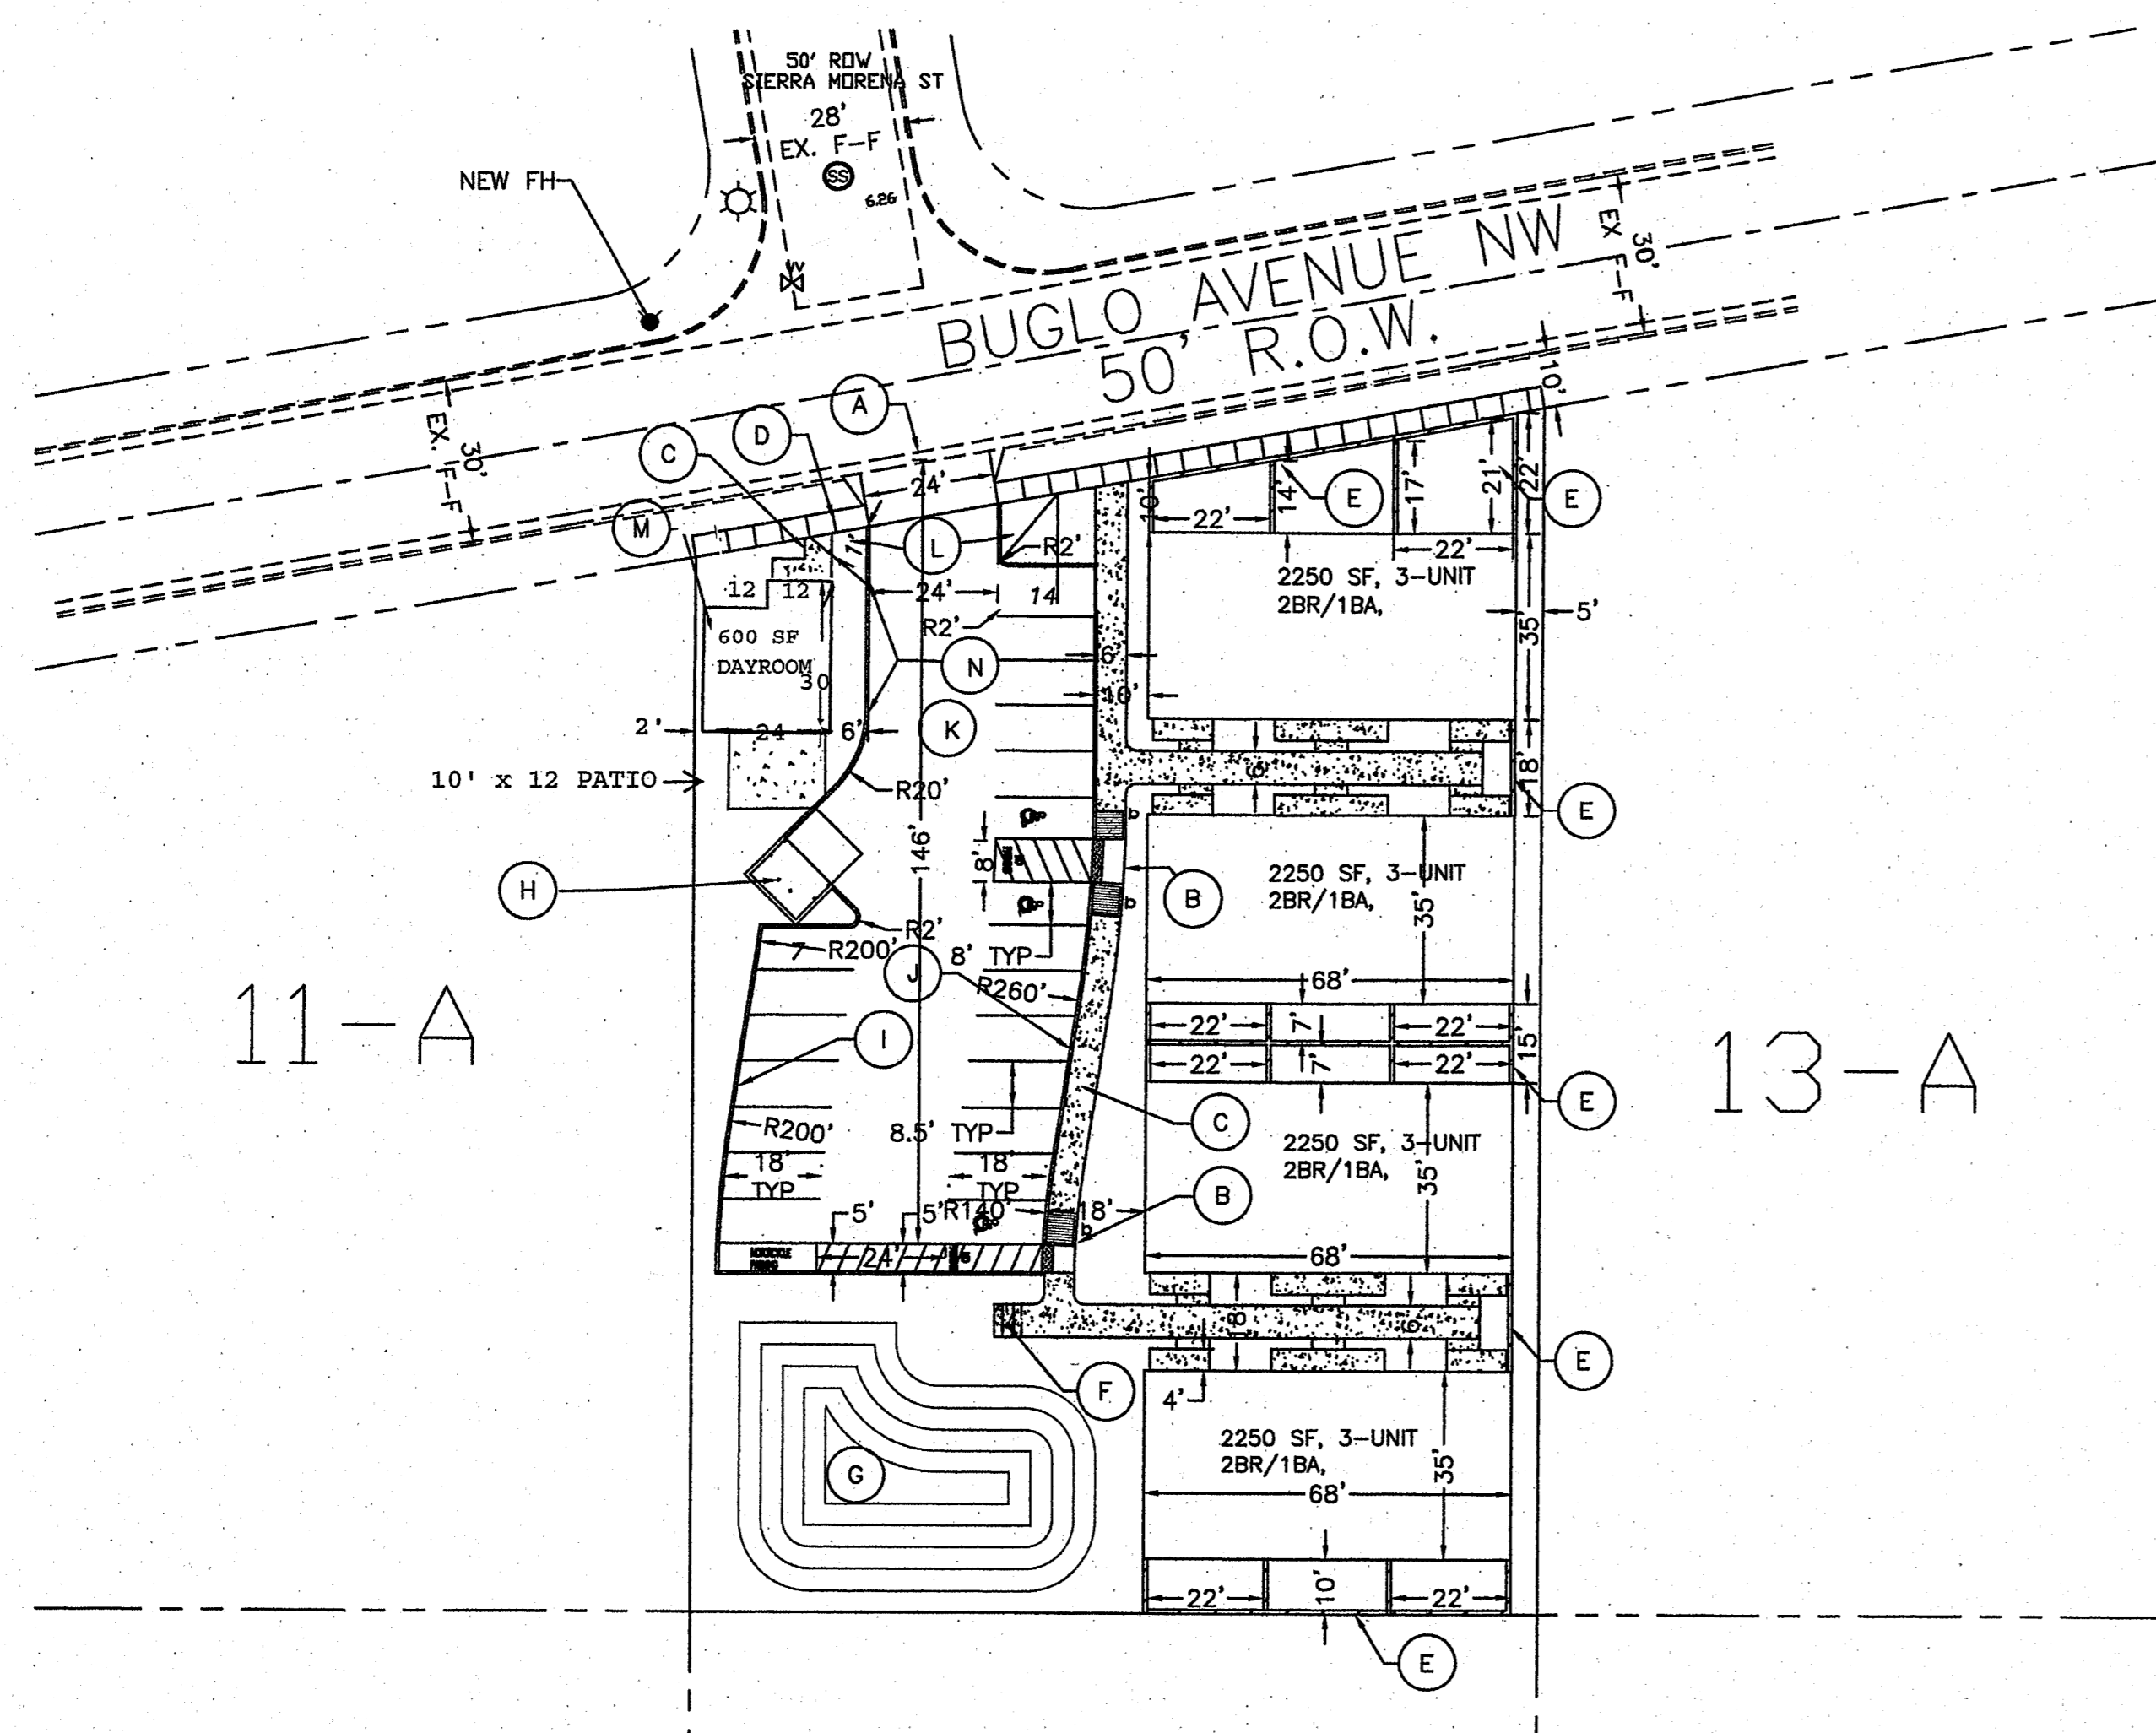 50' ROW
SIERRA MORENA ST
28'
EX. F-F
SS
6.26
NEW FH
BUGLO AVENUE NW
50' R.O.W.
EX F-F
30'
EX. F-F
30'
10'
A
D
C
M
24'
L
R2'
1'
10'
22'
14'
E
17'
21'
22'
E
22'
2250 SF, 3-UNIT
2BR/1BA,
5'
35'
12
12
24'
14
R2'
600 SF
DAYROOM
30
N
6'
10'
K
2'
24
6'
10' x 12 PATIO
R20'
6
18'
E
146'
8'
b
H
B
b
2250 SF, 3-UNIT
2BR/1BA,
35'
R2'
7
R200'
J
8'
TYP
R260'
68'
11-A
13-A
I
22'
7'
22'
15'
22'
7'
22'
E
R200'
8.5'
TYP
C
2250 SF, 3-UNIT
2BR/1BA,
35'
18'
TYP
18'
TYP
B
5'
5'
R140'
18'
b
24'
68'
18
6
E
F
4'
G
2250 SF, 3-UNIT
2BR/1BA,
35'
68'
22'
10'
22'
E